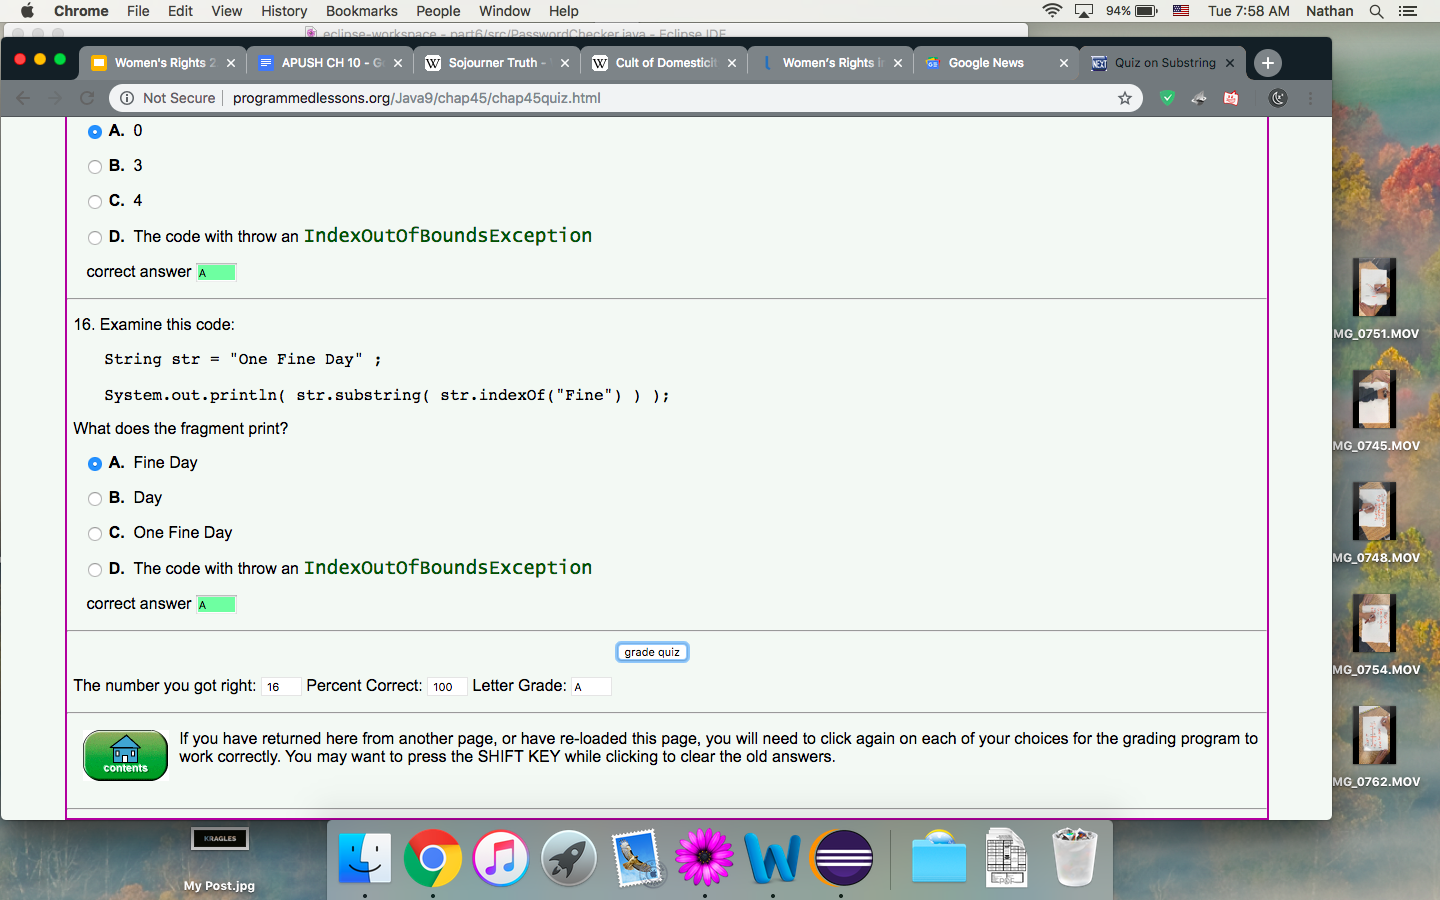 Chrome File Edit View History Bookmarks People Window Help 94% Tue 7:58 AM Nathan
eclipse-workspace - part6/src/PasswordChecker.java - Eclipse IDE
Women's Rights 2 APUSH CH 10 - G Sojourner Truth - Cult of Domesticit Women's Rights i Google News Quiz on Substring
Not Secure programmedlessons.org/Java9/chap45/chap45quiz.html
A. 0
B. 3
C. 4
D. The code with throw an IndexOutOfBoundsException
correct answer A
16. Examine this code:
String str = "One Fine Day" ;
System.out.println( str.substring( str.indexOf("Fine") ) );
What does the fragment print?
A. Fine Day
B. Day
C. One Fine Day
D. The code with throw an IndexOutOfBoundsException
correct answer A
grade quiz
The number you got right: 16 Percent Correct: 100 Letter Grade: A
contents
If you have returned here from another page, or have re-loaded this page, you will need to click again on each of your choices for the grading program to
work correctly. You may want to press the SHIFT KEY while clicking to clear the old answers.
MG_0751.MOV
MG_0745.MOV
MG_0748.MOV
MG_0754.MOV
MG_0762.MOV
KRAGLES
My Post.jpg